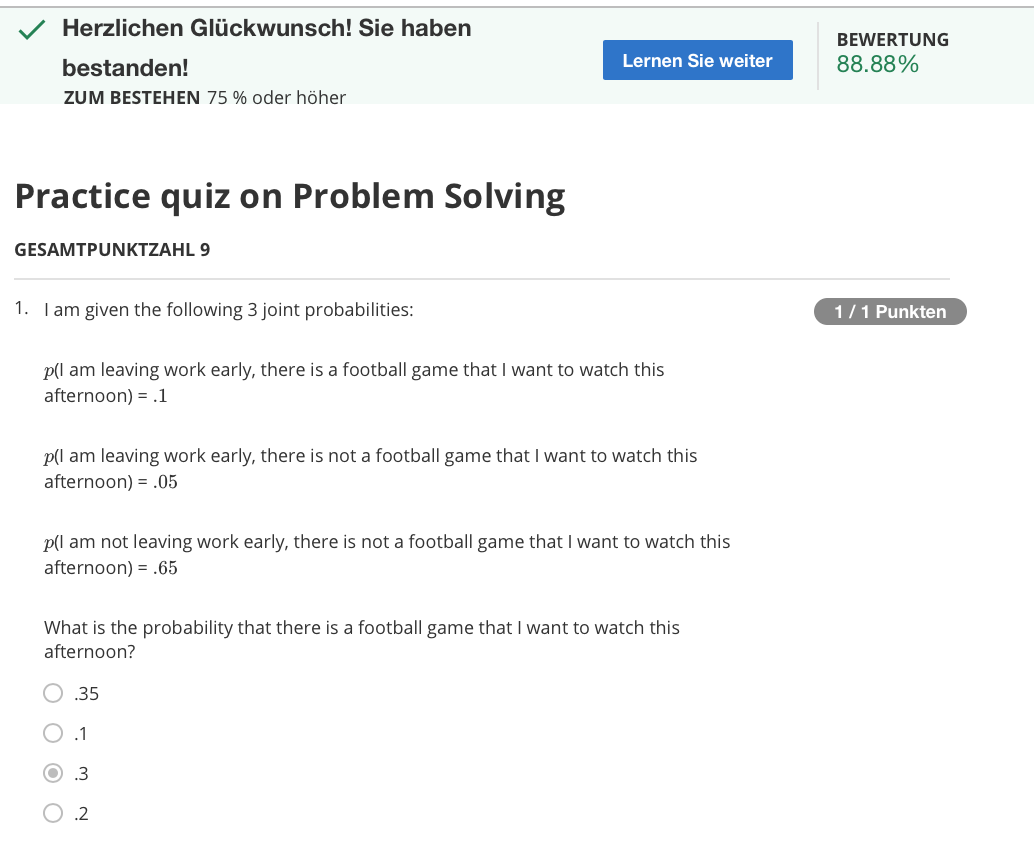 Herzlichen Glückwunsch! Sie haben
bestanden!
ZUM BESTEHEN 75 % oder höher
Lernen Sie weiter
BEWERTUNG
88.88%
Practice quiz on Problem Solving
GESAMTPUNKTZAHL 9
1. I am given the following 3 joint probabilities:
1 / 1 Punkten
p(I am leaving work early, there is a football game that I want to watch this
afternoon) = .1
p(I am leaving work early, there is not a football game that I want to watch this
afternoon) = .05
p(I am not leaving work early, there is not a football game that I want to watch this
afternoon) = .65
What is the probability that there is a football game that I want to watch this
afternoon?
.35
.1
.3
.2